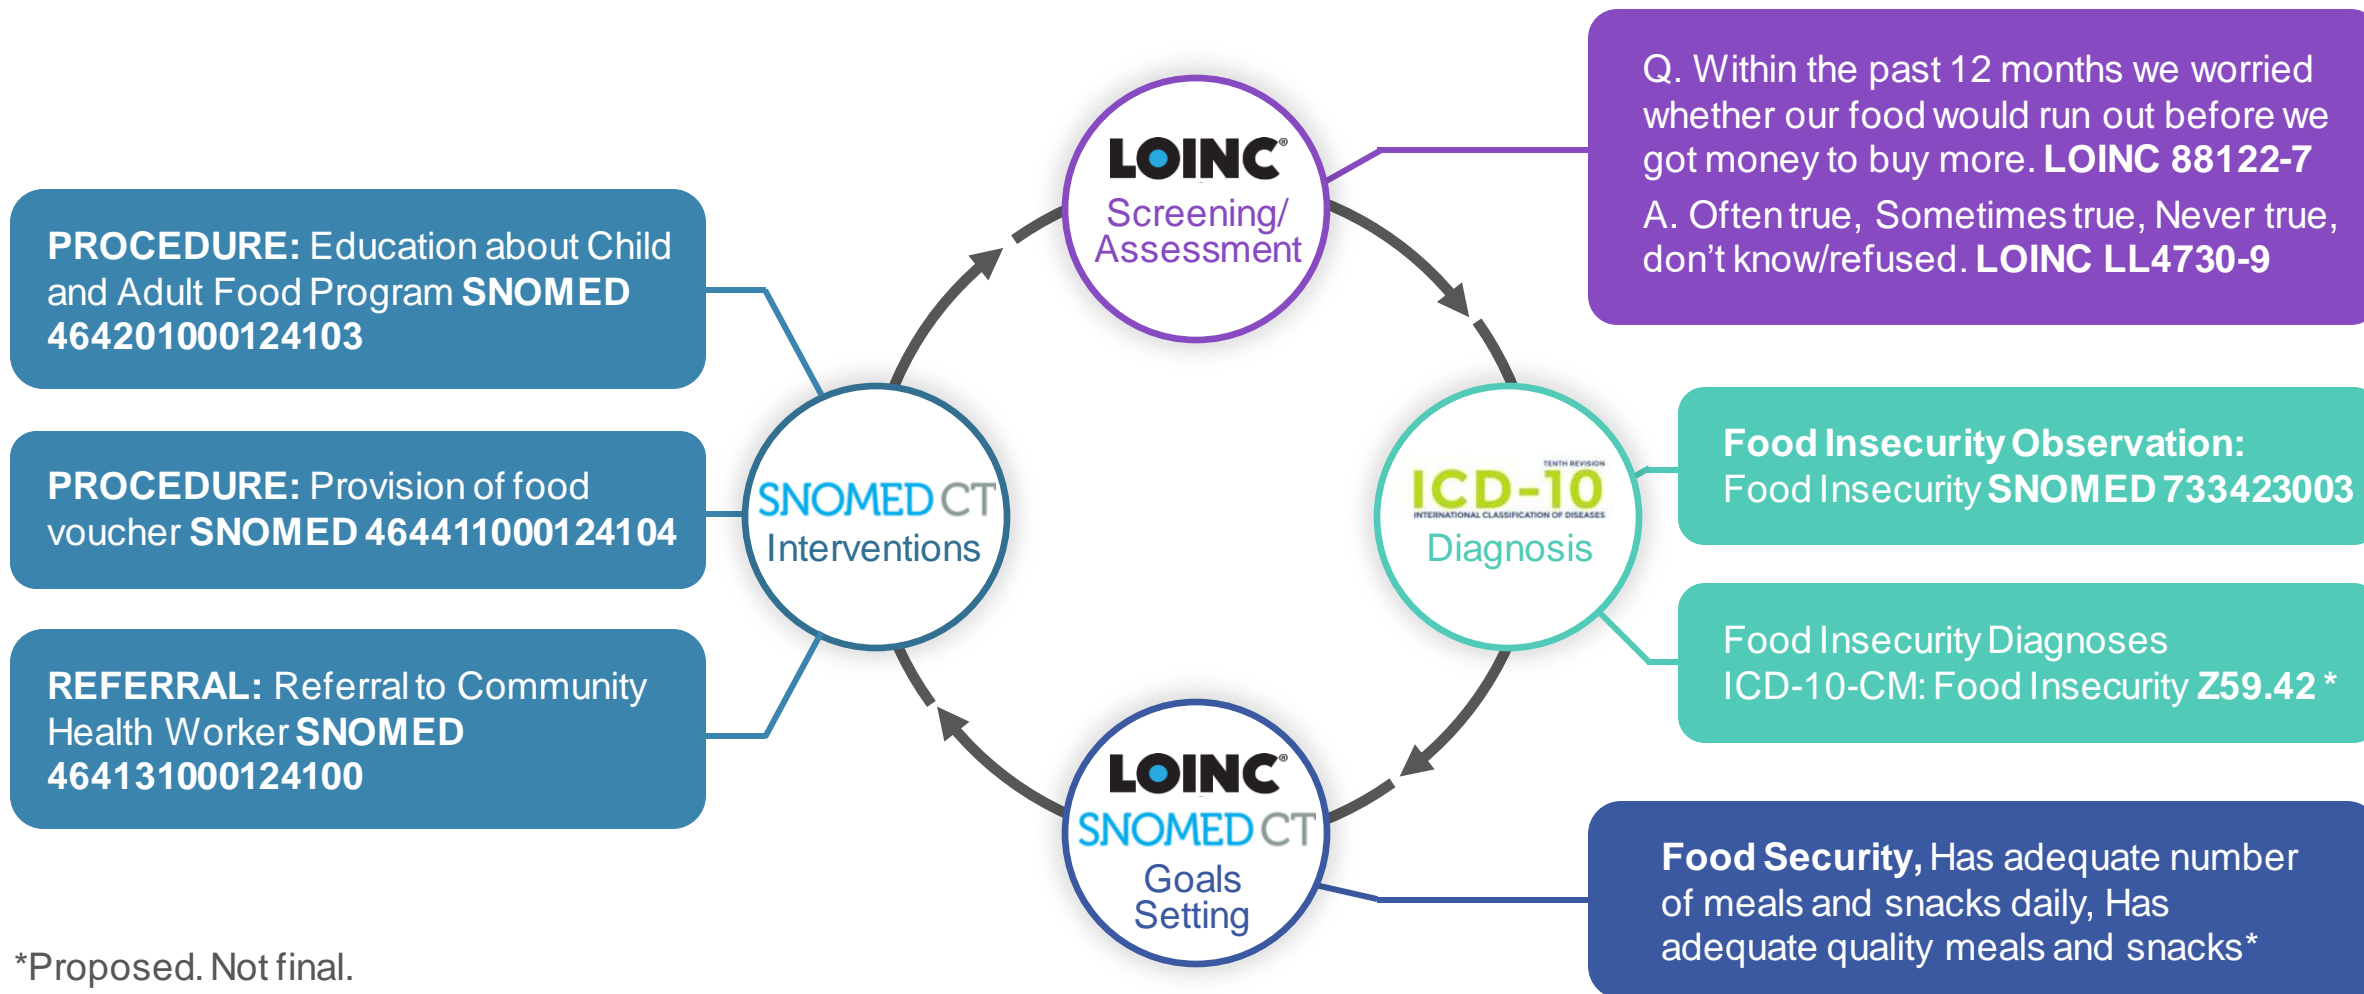 LOINC®
Screening/
Assessment
Q. Within the past 12 months we worried
whether our food would run out before we
got money to buy more. LOINC 88122-7
A. Often true, Sometimes true, Never true,
don't know/refused. LOINC LL4730-9
TENTH REVISION
ICD-10
INTERNATIONAL CLASSIFICATION OF DISEASES
Diagnosis
Food Insecurity Observation:
Food Insecurity SNOMED 733423003
Food Insecurity Diagnoses
ICD-10-CM: Food Insecurity Z59.42 *
LOINC®
SNOMED CT
Goals
Setting
Food Security, Has adequate number
of meals and snacks daily, Has
adequate quality meals and snacks*
SNOMED CT
Interventions
PROCEDURE: Education about Child
and Adult Food Program SNOMED
464201000124103
PROCEDURE: Provision of food
voucher SNOMED 464411000124104
REFERRAL: Referral to Community
Health Worker SNOMED
464131000124100
*Proposed. Not final.